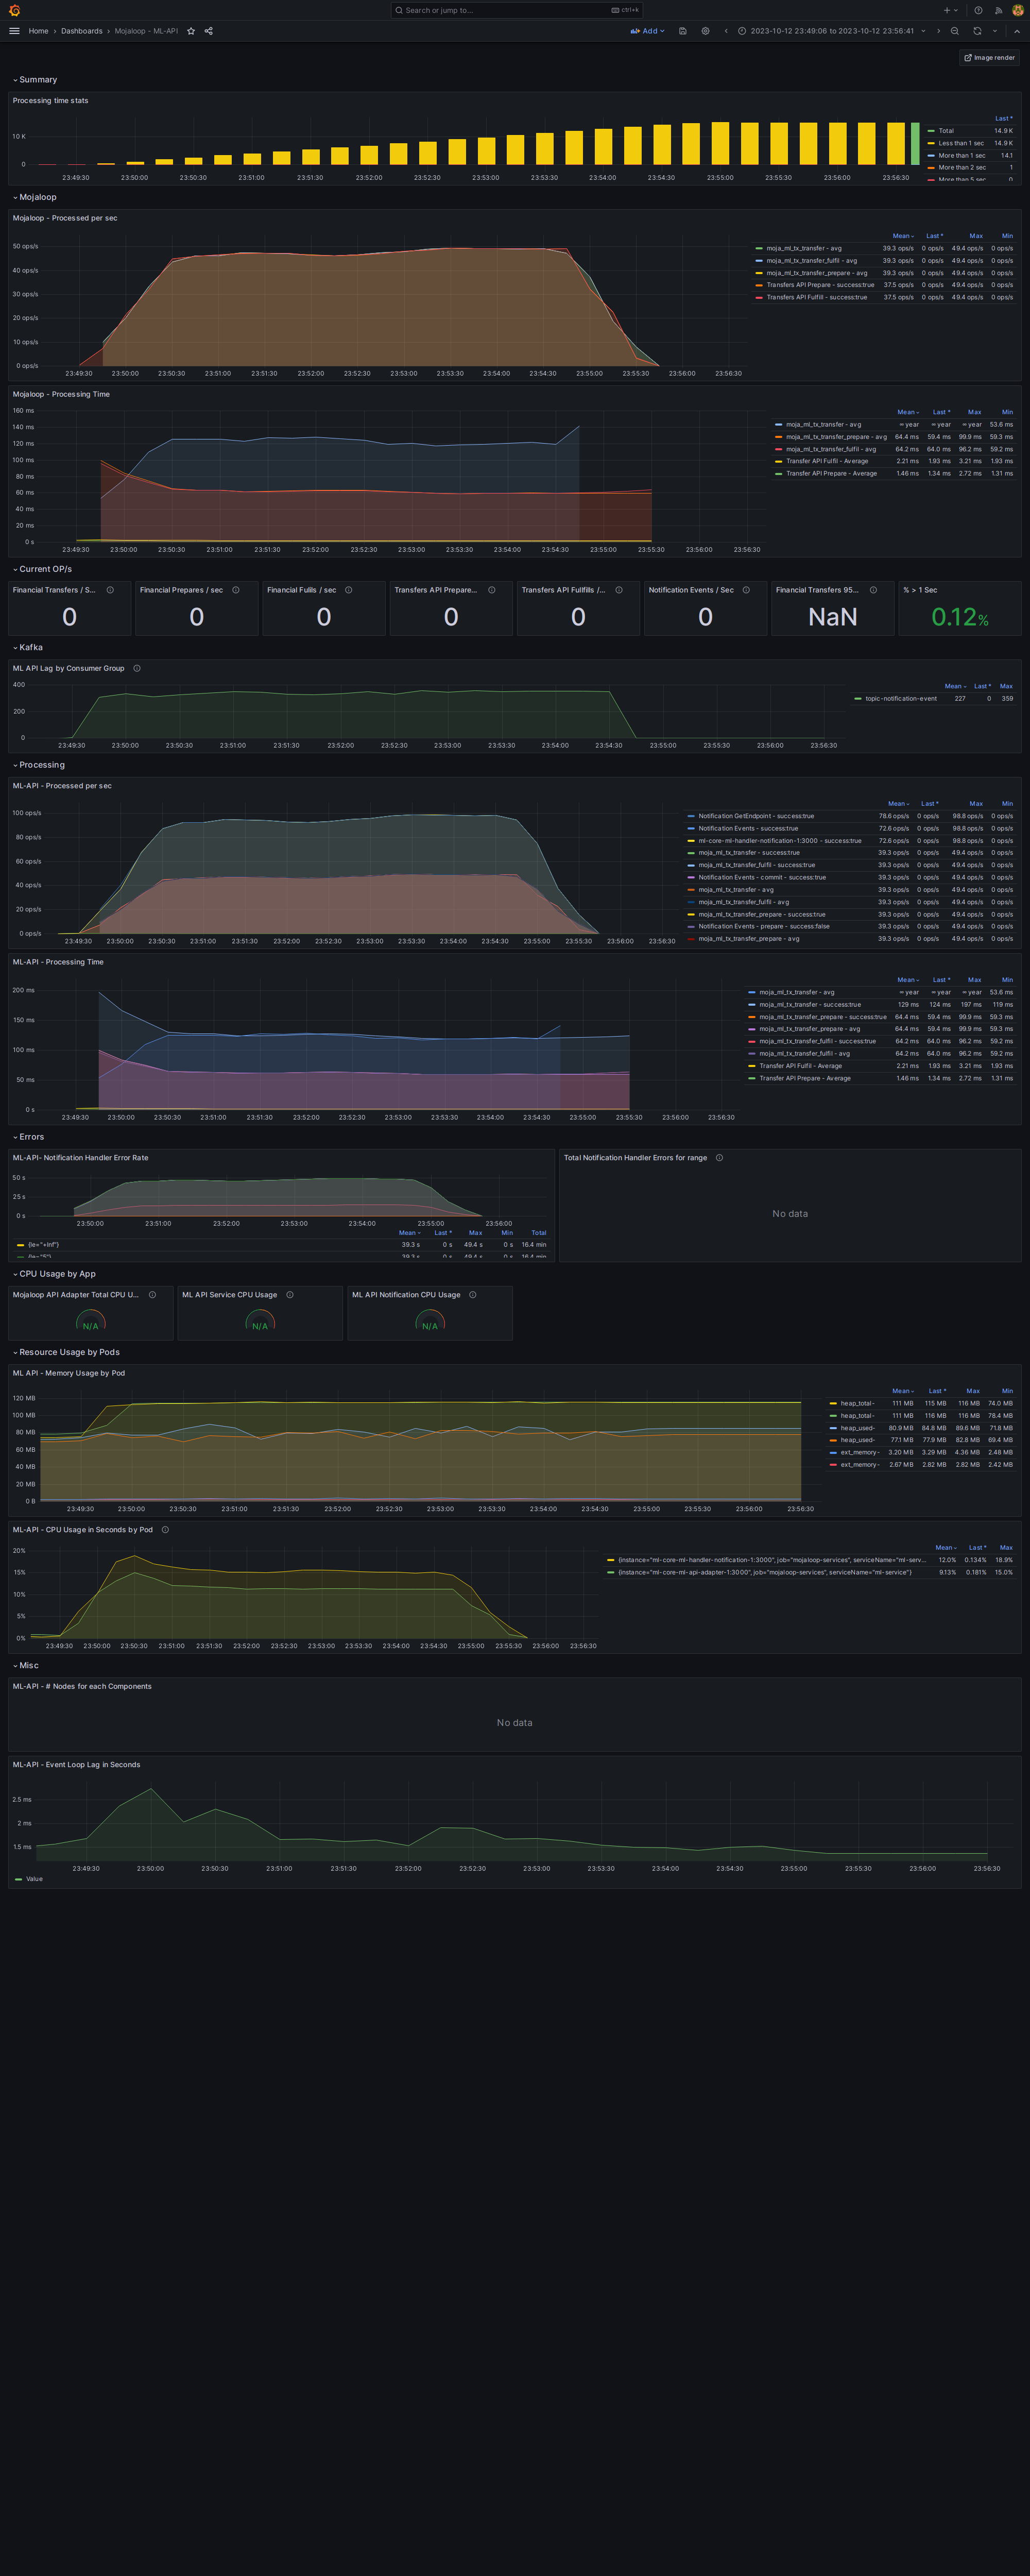 Search or jump to... ctrl+k
Home › Dashboards › Mojaloop - ML-API Add 2023-10-12 23:49:06 to 2023-10-12 23:56:41
Image render
Summary
Processing time stats
10 K
0
23:49:30 23:50:00 23:50:30 23:51:00 23:51:30 23:52:00 23:52:30 23:53:00 23:53:30 23:54:00 23:54:30 23:55:00 23:55:30 23:56:00 23:56:30
Last *
Total 14.9 K
Less than 1 sec 14.9 K
More than 1 sec 14.1
More than 2 sec 1
More than 5 sec 0
Mojaloop
Mojaloop - Processed per sec
50 ops/s
40 ops/s
30 ops/s
20 ops/s
10 ops/s
0 ops/s
23:49:30 23:50:00 23:50:30 23:51:00 23:51:30 23:52:00 23:52:30 23:53:00 23:53:30 23:54:00 23:54:30 23:55:00 23:55:30 23:56:00 23:56:30
Mean Last * Max Min
moja_ml_tx_transfer - avg 39.3 ops/s 0 ops/s 49.4 ops/s 0 ops/s
moja_ml_tx_transfer_fulfil - avg 39.3 ops/s 0 ops/s 49.4 ops/s 0 ops/s
moja_ml_tx_transfer_prepare - avg 39.3 ops/s 0 ops/s 49.4 ops/s 0 ops/s
Transfers API Prepare - success:true 37.5 ops/s 0 ops/s 49.4 ops/s 0 ops/s
Transfers API Fulfill - success:true 37.5 ops/s 0 ops/s 49.4 ops/s 0 ops/s
Mojaloop - Processing Time
160 ms
140 ms
120 ms
100 ms
80 ms
60 ms
40 ms
20 ms
0 s
23:49:30 23:50:00 23:50:30 23:51:00 23:51:30 23:52:00 23:52:30 23:53:00 23:53:30 23:54:00 23:54:30 23:55:00 23:55:30 23:56:00 23:56:30
Mean Last * Max Min
moja_ml_tx_transfer - avg ∞ year ∞ year ∞ year 53.6 ms
moja_ml_tx_transfer_prepare - avg 64.4 ms 59.4 ms 99.9 ms 59.3 ms
moja_ml_tx_transfer_fulfil - avg 64.2 ms 64.0 ms 96.2 ms 59.2 ms
Transfer API Fulfil - Average 2.21 ms 1.93 ms 3.21 ms 1.93 ms
Transfer API Prepare - Average 1.46 ms 1.34 ms 2.72 ms 1.31 ms
Current OP/s
Financial Transfers / S... Financial Prepares / sec Financial Fulils / sec Transfers API Prepare... Transfers API Fullfills /... Notification Events / Sec Financial Transfers 95... % > 1 Sec
0 0 0 0 0 0 NaN 0.12%
Kafka
ML API Lag by Consumer Group
400
200
0
23:49:30 23:50:00 23:50:30 23:51:00 23:51:30 23:52:00 23:52:30 23:53:00 23:53:30 23:54:00 23:54:30 23:55:00 23:55:30 23:56:00 23:56:30
Mean Last * Max
topic-notification-event 227 0 359
Processing
ML-API - Processed per sec
100 ops/s
80 ops/s
60 ops/s
40 ops/s
20 ops/s
0 ops/s
23:49:30 23:50:00 23:50:30 23:51:00 23:51:30 23:52:00 23:52:30 23:53:00 23:53:30 23:54:00 23:54:30 23:55:00 23:55:30 23:56:00 23:56:30
Mean Last * Max Min
Notification GetEndpoint - success:true 78.6 ops/s 0 ops/s 98.8 ops/s 0 ops/s
Notification Events - success:true 72.6 ops/s 0 ops/s 98.8 ops/s 0 ops/s
ml-core-ml-handler-notification-1:3000 - success:true 72.6 ops/s 0 ops/s 98.8 ops/s 0 ops/s
moja_ml_tx_transfer - success:true 39.3 ops/s 0 ops/s 49.4 ops/s 0 ops/s
moja_ml_tx_transfer_fulfil - success:true 39.3 ops/s 0 ops/s 49.4 ops/s 0 ops/s
Notification Events - commit - success:true 39.3 ops/s 0 ops/s 49.4 ops/s 0 ops/s
moja_ml_tx_transfer - avg 39.3 ops/s 0 ops/s 49.4 ops/s 0 ops/s
moja_ml_tx_transfer_fulfil - avg 39.3 ops/s 0 ops/s 49.4 ops/s 0 ops/s
moja_ml_tx_transfer_prepare - success:true 39.3 ops/s 0 ops/s 49.4 ops/s 0 ops/s
Notification Events - prepare - success:false 39.3 ops/s 0 ops/s 49.4 ops/s 0 ops/s
moja_ml_tx_transfer_prepare - avg 39.3 ops/s 0 ops/s 49.4 ops/s 0 ops/s
ML-API - Processing Time
200 ms
150 ms
100 ms
50 ms
0 s
23:49:30 23:50:00 23:50:30 23:51:00 23:51:30 23:52:00 23:52:30 23:53:00 23:53:30 23:54:00 23:54:30 23:55:00 23:55:30 23:56:00 23:56:30
Mean Last * Max Min
moja_ml_tx_transfer - avg ∞ year ∞ year ∞ year 53.6 ms
moja_ml_tx_transfer - success:true 129 ms 124 ms 197 ms 119 ms
moja_ml_tx_transfer_prepare - success:true 64.4 ms 59.4 ms 99.9 ms 59.3 ms
moja_ml_tx_transfer_prepare - avg 64.4 ms 59.4 ms 99.9 ms 59.3 ms
moja_ml_tx_transfer_fulfil - success:true 64.2 ms 64.0 ms 96.2 ms 59.2 ms
moja_ml_tx_transfer_fulfil - avg 64.2 ms 64.0 ms 96.2 ms 59.2 ms
Transfer API Fulfil - Average 2.21 ms 1.93 ms 3.21 ms 1.93 ms
Transfer API Prepare - Average 1.46 ms 1.34 ms 2.72 ms 1.31 ms
Errors
ML-API- Notification Handler Error Rate
50 s
25 s
0 s
23:50:00 23:51:00 23:52:00 23:53:00 23:54:00 23:55:00 23:56:00
Mean Last * Max Min Total
{le="+Inf"} 39.3 s 0 s 49.4 s 0 s 16.4 min
{le="5"} 39.3 s 0 s 49.4 s 0 s 16.4 min
Total Notification Handler Errors for range
No data
CPU Usage by App
Mojaloop API Adapter Total CPU U... ML API Service CPU Usage ML API Notification CPU Usage
N/A N/A N/A
Resource Usage by Pods
ML API - Memory Usage by Pod
120 MB
100 MB
80 MB
60 MB
40 MB
20 MB
0 B
23:49:30 23:50:00 23:50:30 23:51:00 23:51:30 23:52:00 23:52:30 23:53:00 23:53:30 23:54:00 23:54:30 23:55:00 23:55:30 23:56:00 23:56:30
Mean Last * Max Min
heap_total- 111 MB 115 MB 116 MB 74.0 MB
heap_total- 111 MB 116 MB 116 MB 78.4 MB
heap_used- 80.9 MB 84.8 MB 89.6 MB 71.8 MB
heap_used- 77.1 MB 77.9 MB 82.8 MB 69.4 MB
ext_memory- 3.20 MB 3.29 MB 4.36 MB 2.48 MB
ext_memory- 2.67 MB 2.82 MB 2.82 MB 2.42 MB
ML-API - CPU Usage in Seconds by Pod
20%
15%
10%
5%
0%
23:49:30 23:50:00 23:50:30 23:51:00 23:51:30 23:52:00 23:52:30 23:53:00 23:53:30 23:54:00 23:54:30 23:55:00 23:55:30 23:56:00 23:56:30
Mean Last * Max
{instance="ml-core-ml-handler-notification-1:3000", job="mojaloop-services", serviceName="ml-serv... 12.0% 0.134% 18.9%
{instance="ml-core-ml-api-adapter-1:3000", job="mojaloop-services", serviceName="ml-service"} 9.13% 0.181% 15.0%
Misc
ML-API - # Nodes for each Components
No data
ML-API - Event Loop Lag in Seconds
2.5 ms
2 ms
1.5 ms
23:49:30 23:50:00 23:50:30 23:51:00 23:51:30 23:52:00 23:52:30 23:53:00 23:53:30 23:54:00 23:54:30 23:55:00 23:55:30 23:56:00 23:56:30
Value